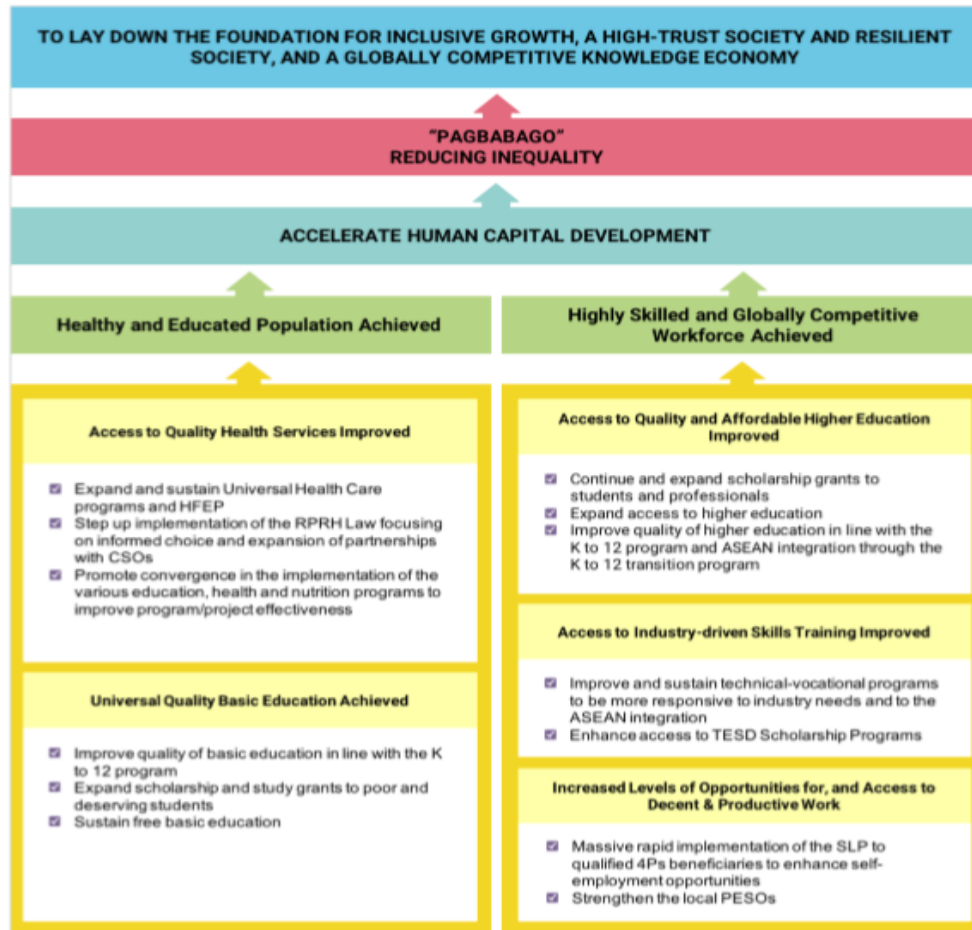 TO LAY DOWN THE FOUNDATION FOR INCLUSIVE GROWTH, A HIGH-TRUST SOCIETY AND RESILIENT
SOCIETY, AND A GLOBALLY COMPETITIVE KNOWLEDGE ECONOMY
"PAGBABAGO"
REDUCING INEQUALITY
ACCELERATE HUMAN CAPITAL DEVELOPMENT
Healthy and Educated Population Achieved
Access to Quality Health Services Improved
Expand and sustain Universal Health Care
programs and HFEP
Step up implementation of the RPRH Law focusing
on informed choice and expansion of partnerships
with CSOs
Promote convergence in the implementation of the
various education, health and nutrition programs to
improve program/project effectiveness
Universal Quality Basic Education Achieved
Improve quality of basic education in line with the K
to 12 program
Expand scholarship and study grants to poor and
deserving students
Sustain free basic education
Highly Skilled and Globally Competitive
Workforce Achieved
Access to Quality and Affordable Higher Education
Improved
Continue and expand scholarship grants to
students and professionals
Expand access to higher education
Improve quality of higher education in line with the
K to 12 program and ASEAN integration through the
K to 12 transition program
Access to Industry-driven Skills Training Improved
Improve and sustain technical-vocational programs
to be more responsive to industry needs and to the
ASEAN integration
Enhance access to TESD Scholarship Programs
Increased Levels of Opportunities for, and Access to
Decent & Productive Work
Massive rapid implementation of the SLP to
qualified 4Ps beneficiaries to enhance self-
employment opportunities
Strengthen the local PESOs